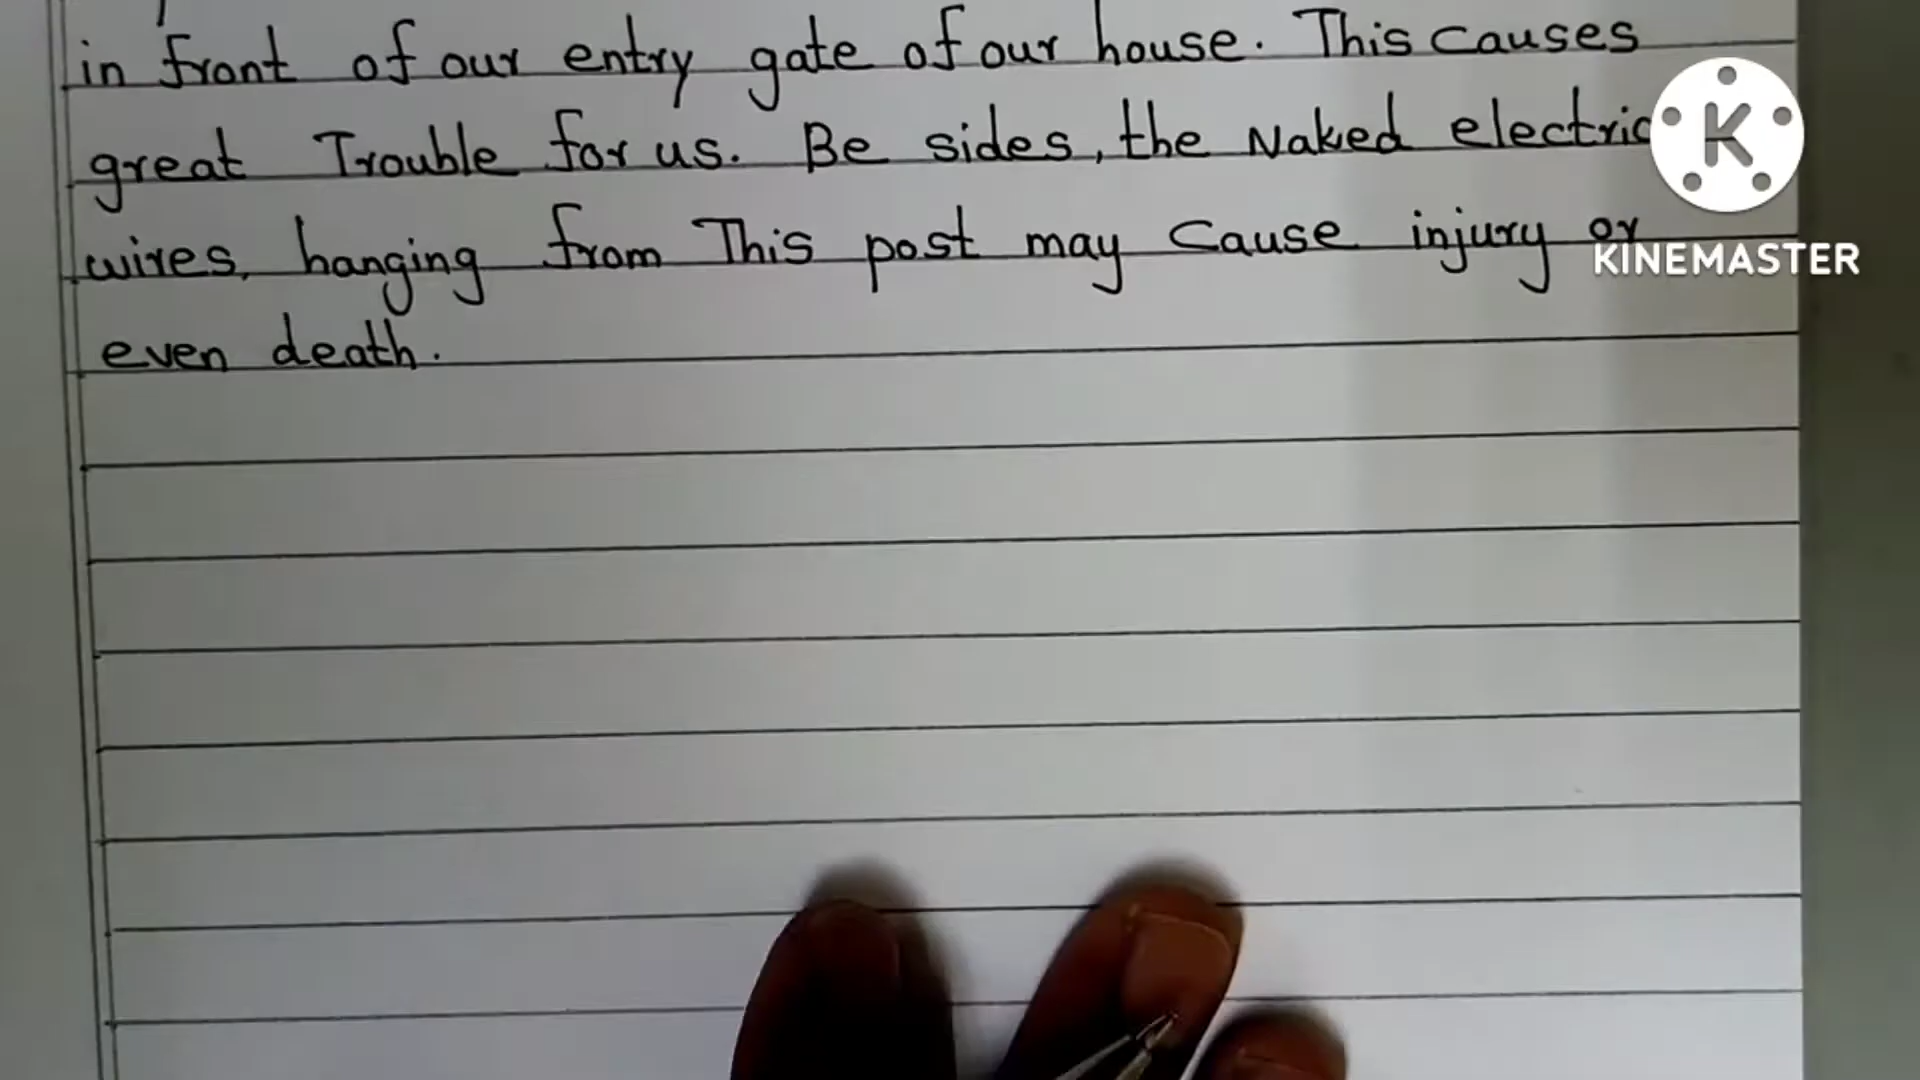 in front of our entry gate of our house. This causes
great Trouble for us. Be sides, the Naked electric
wires, hanging from This post may cause injury or
even death.
K
KINEMASTER